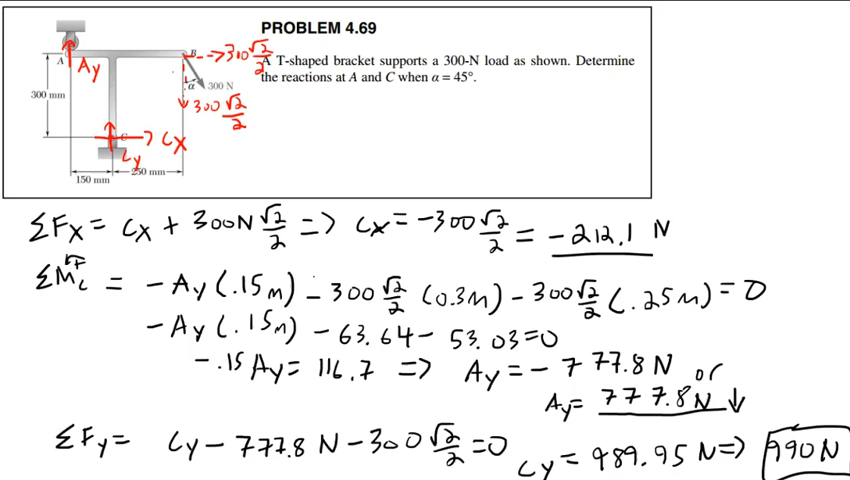 PROBLEM 4.69
A T-shaped bracket supports a 300-N load as shown. Determine
the reactions at A and C when α = 45°.
B
→ 300 √2/2
A
Ay
α
300 N
300 √2/2
300 mm
C
Cx
Cy
250 mm
150 mm
ΣFx = Cx + 300N √2/2 => Cx = -300 √2/2 = -212.1 N
ΣMc = -Ay (.15m) - 300 √2/2 (0.3m) - 300 √2/2 (.25m) = 0
-Ay (.15m) - 63.64 - 53.03 = 0
-.15 Ay = 116.7 => Ay = -777.8 N or
Ay = 777.8 N ↓
ΣFy = Cy - 777.8 N - 300 √2/2 = 0
Cy = 989.95 N => 990 N